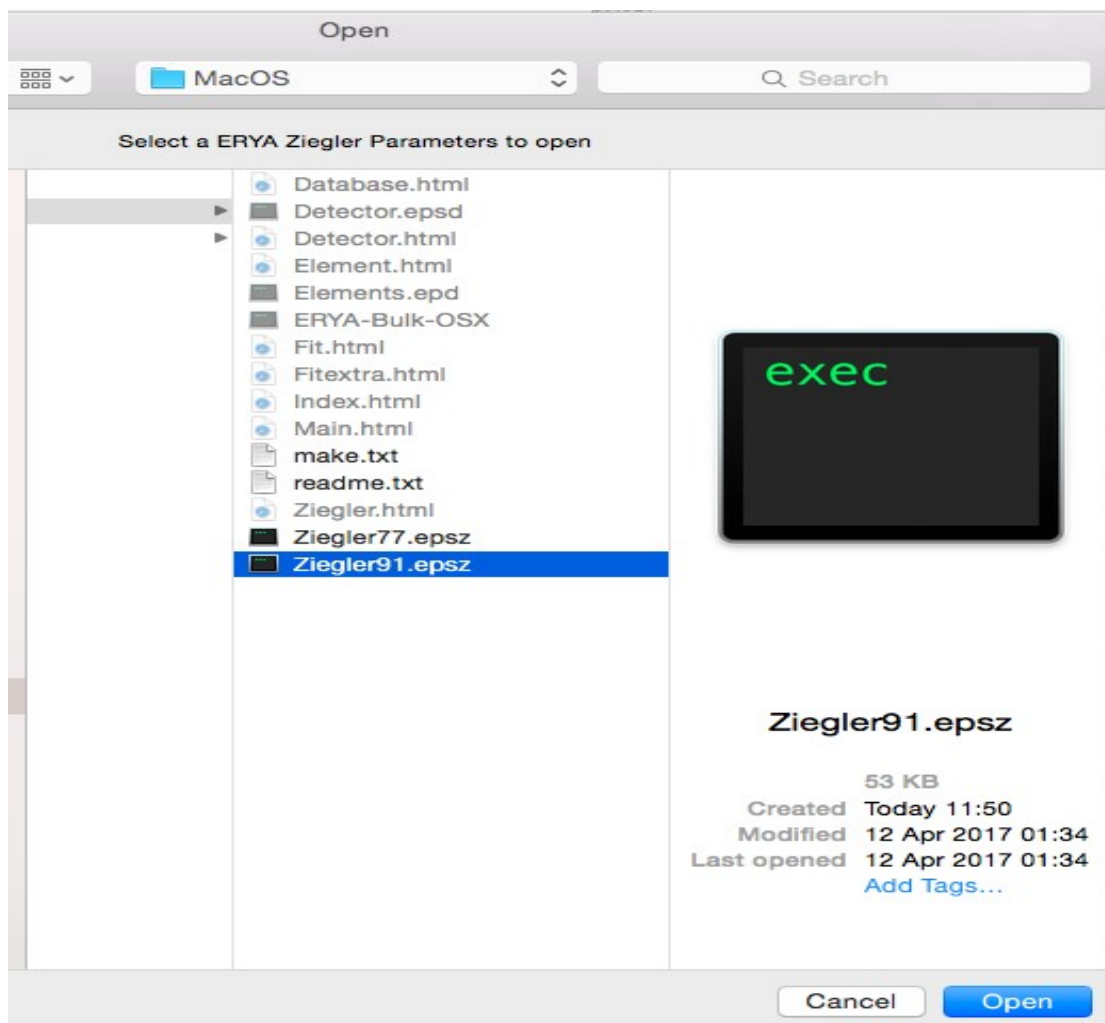 Open
MacOS
Search
Select a ERYA Ziegler Parameters to open
Database.html
Detector.epsd
Detector.html
Element.html
Elements.epd
ERYA-Bulk-OSX
Fit.html
Fitextra.html
Index.html
Main.html
make.txt
readme.txt
Ziegler.html
Ziegler77.epsz
Ziegler91.epsz
exec
Ziegler91.epsz
53 KB
Created Today 11:50
Modified 12 Apr 2017 01:34
Last opened 12 Apr 2017 01:34
Add Tags...
Cancel Open